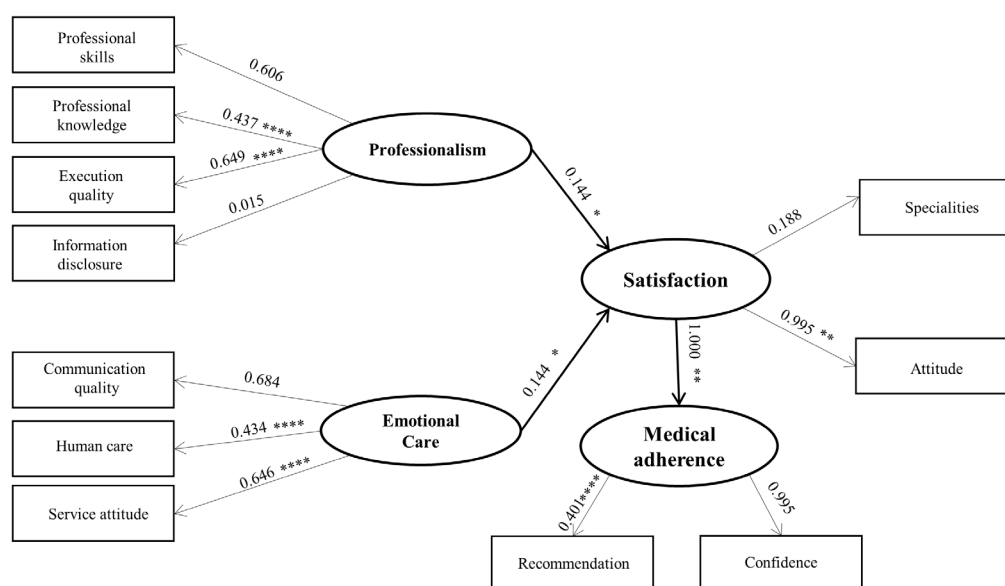 Professional
skills
0.606
Professional
knowledge
0.437 ****
Execution
quality
0.649 ****
Information
disclosure
0.015
Professionalism
0.144 *
Specialities
0.188
Satisfaction
0.995 **
Attitude
1.000 **
0.144 *
Communication
quality
0.684
Human care
0.434 ****
Service attitude
0.646 ****
Emotional
Care
Medical
adherence
0.401****
0.995
Recommendation
Confidence